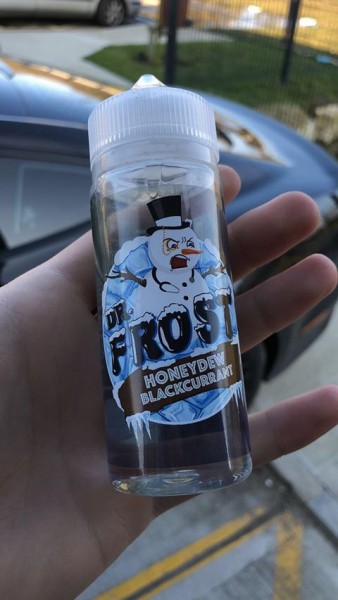 DR.
FROST
HONEYDEW
BLACKCURRANT